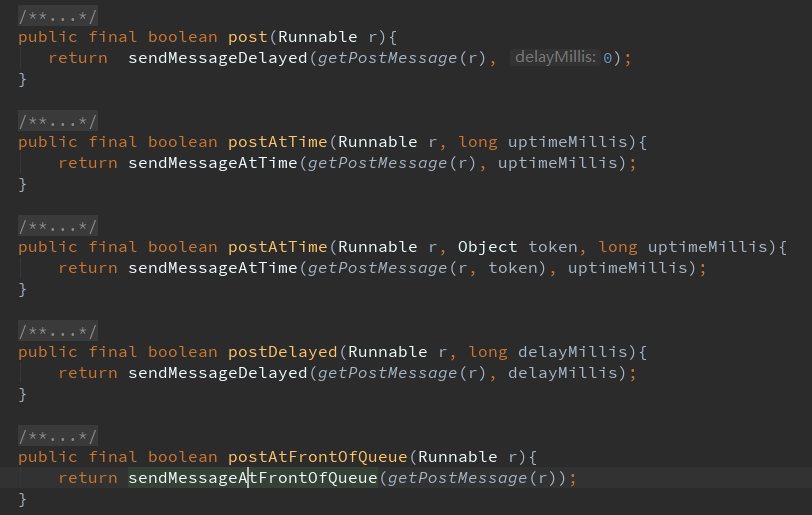 /**...*/
public final boolean post(Runnable r){
   return  sendMessageDelayed(getPostMessage(r), delayMillis: 0);
}

/**...*/
public final boolean postAtTime(Runnable r, long uptimeMillis){
    return sendMessageAtTime(getPostMessage(r), uptimeMillis);
}

/**...*/
public final boolean postAtTime(Runnable r, Object token, long uptimeMillis){
    return sendMessageAtTime(getPostMessage(r, token), uptimeMillis);
}

/**...*/
public final boolean postDelayed(Runnable r, long delayMillis){
    return sendMessageDelayed(getPostMessage(r), delayMillis);
}

/**...*/
public final boolean postAtFrontOfQueue(Runnable r){
    return sendMessageAtFrontOfQueue(getPostMessage(r));
}